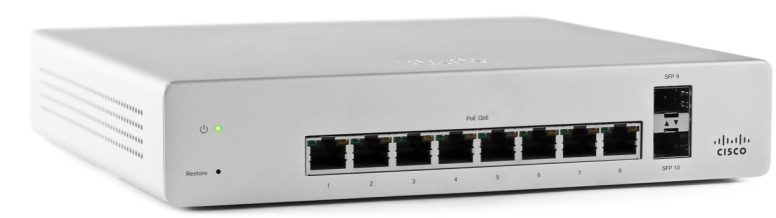 SFP 9
PoE GbE
Restore
1 2 3 4 5 6 7 8
SFP 10
CISCO